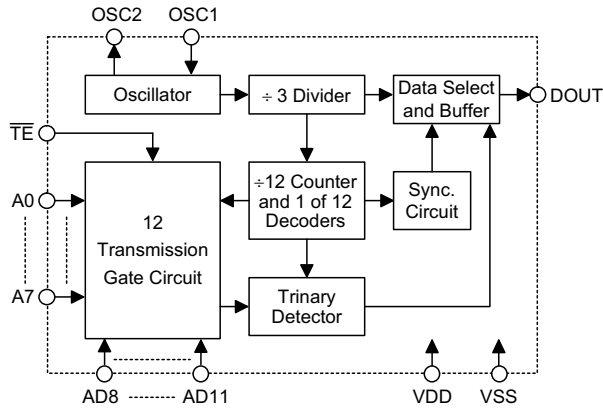 OSC2 OSC1
Oscillator
÷ 3 Divider
Data Select
and Buffer
DOUT
T̅E̅
A0
A7
12
Transmission
Gate Circuit
÷12 Counter
and 1 of 12
Decoders
Sync.
Circuit
Trinary
Detector
AD8 AD11 VDD VSS